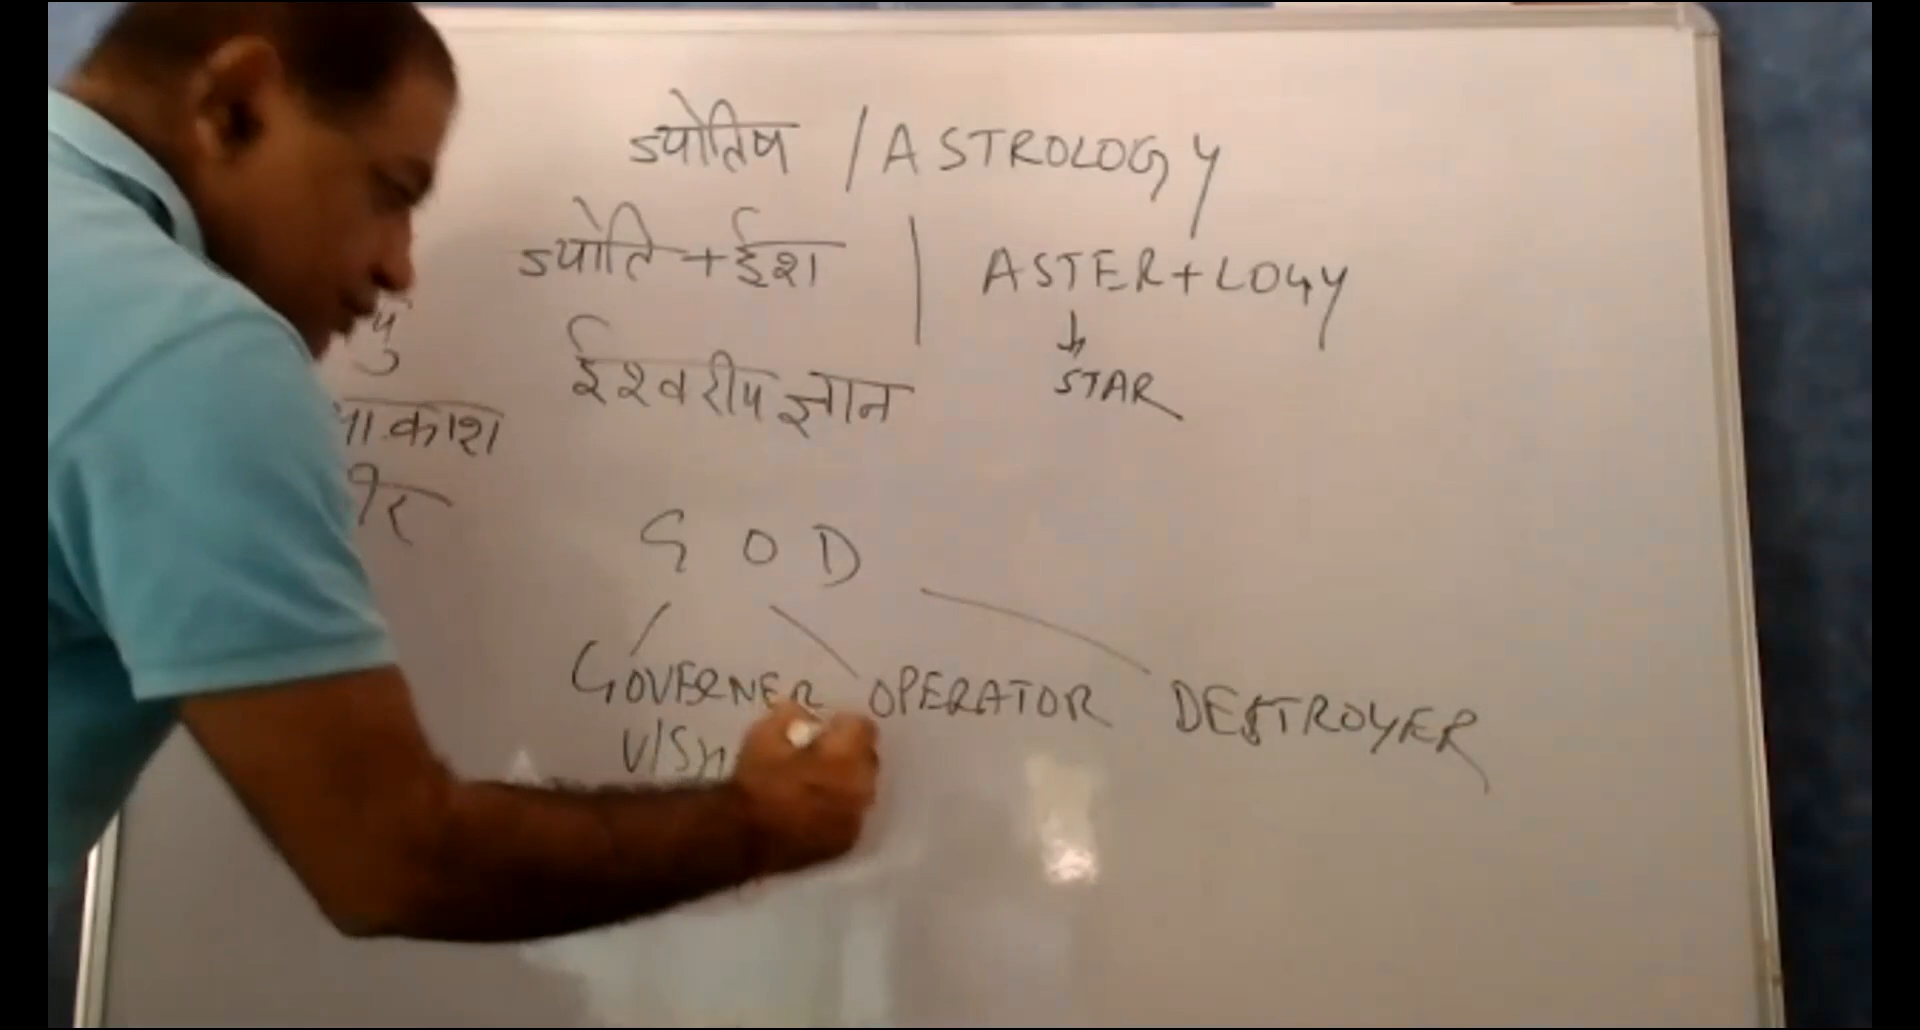 ज्योतिष / ASTROLOGY
ज्योति + ईश | ASTER + LOGY
STAR
ईश्वरीय ज्ञान
GOD
GOVERNER OPERATOR DESTROYER